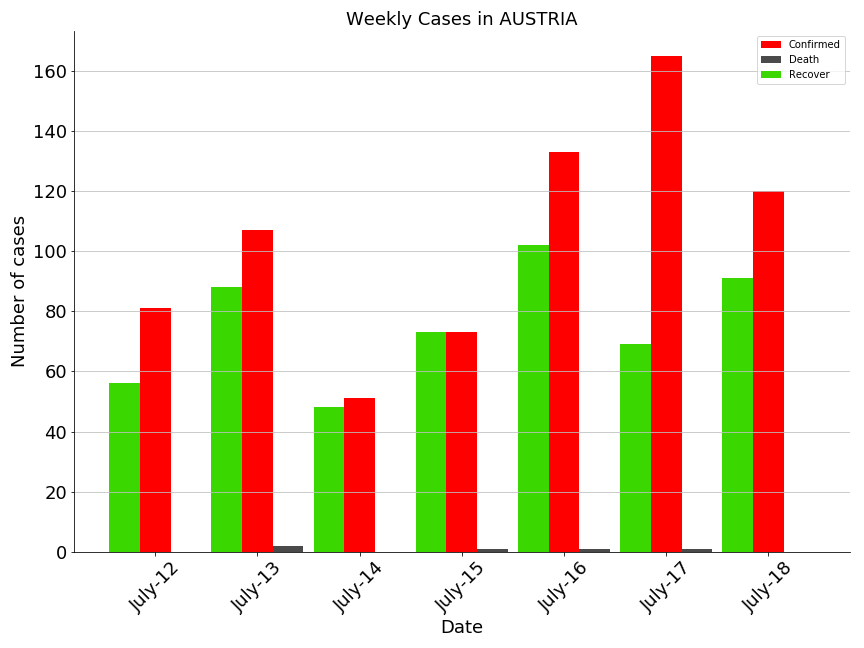 Weekly Cases in AUSTRIA
Confirmed
Death
Recover
Number of cases
160
140
120
100
80
60
40
20
0
July-12
July-13
July-14
July-15
July-16
July-17
July-18
Date